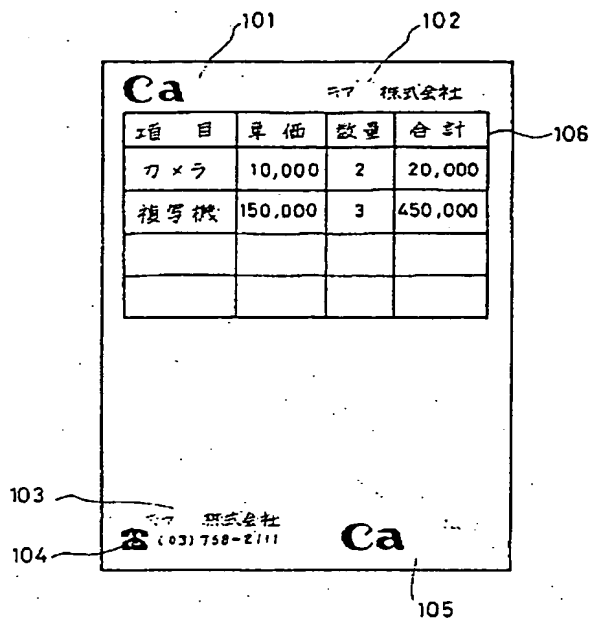 101 102
Ca 株式会社
項目 単価 数量 合計 106
カメラ 10,000 2 20,000
複写機 150,000 3 450,000
103
株式会社
104 (03)758-2111 Ca
105